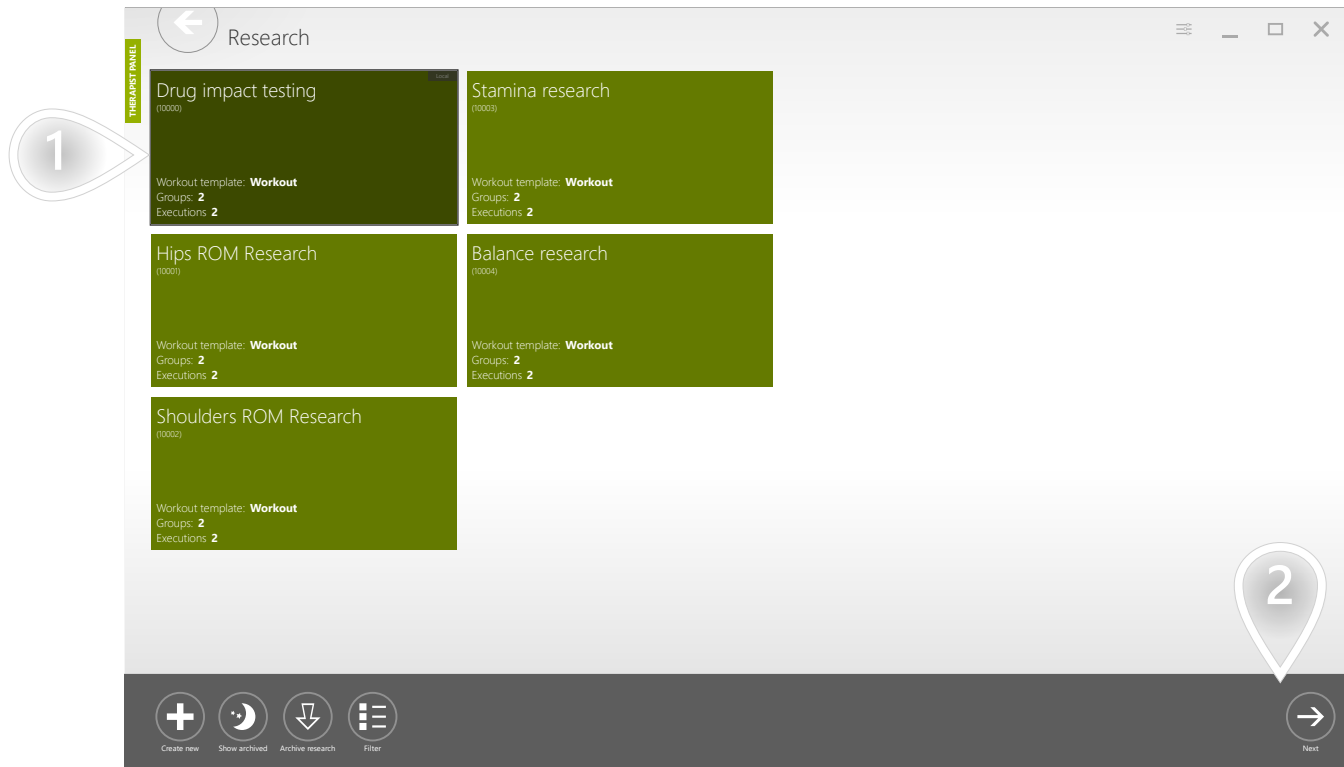 Research
THERAPIST PANEL
1
Local
Drug impact testing
(10000)
Workout template: Workout
Groups: 2
Executions 2
Stamina research
(10003)
Workout template: Workout
Groups: 2
Executions 2
Hips ROM Research
(10001)
Workout template: Workout
Groups: 2
Executions 2
Balance research
(10004)
Workout template: Workout
Groups: 2
Executions 2
Shoulders ROM Research
(10002)
Workout template: Workout
Groups: 2
Executions 2
2
Create new
Show archived
Archive research
Filter
Next